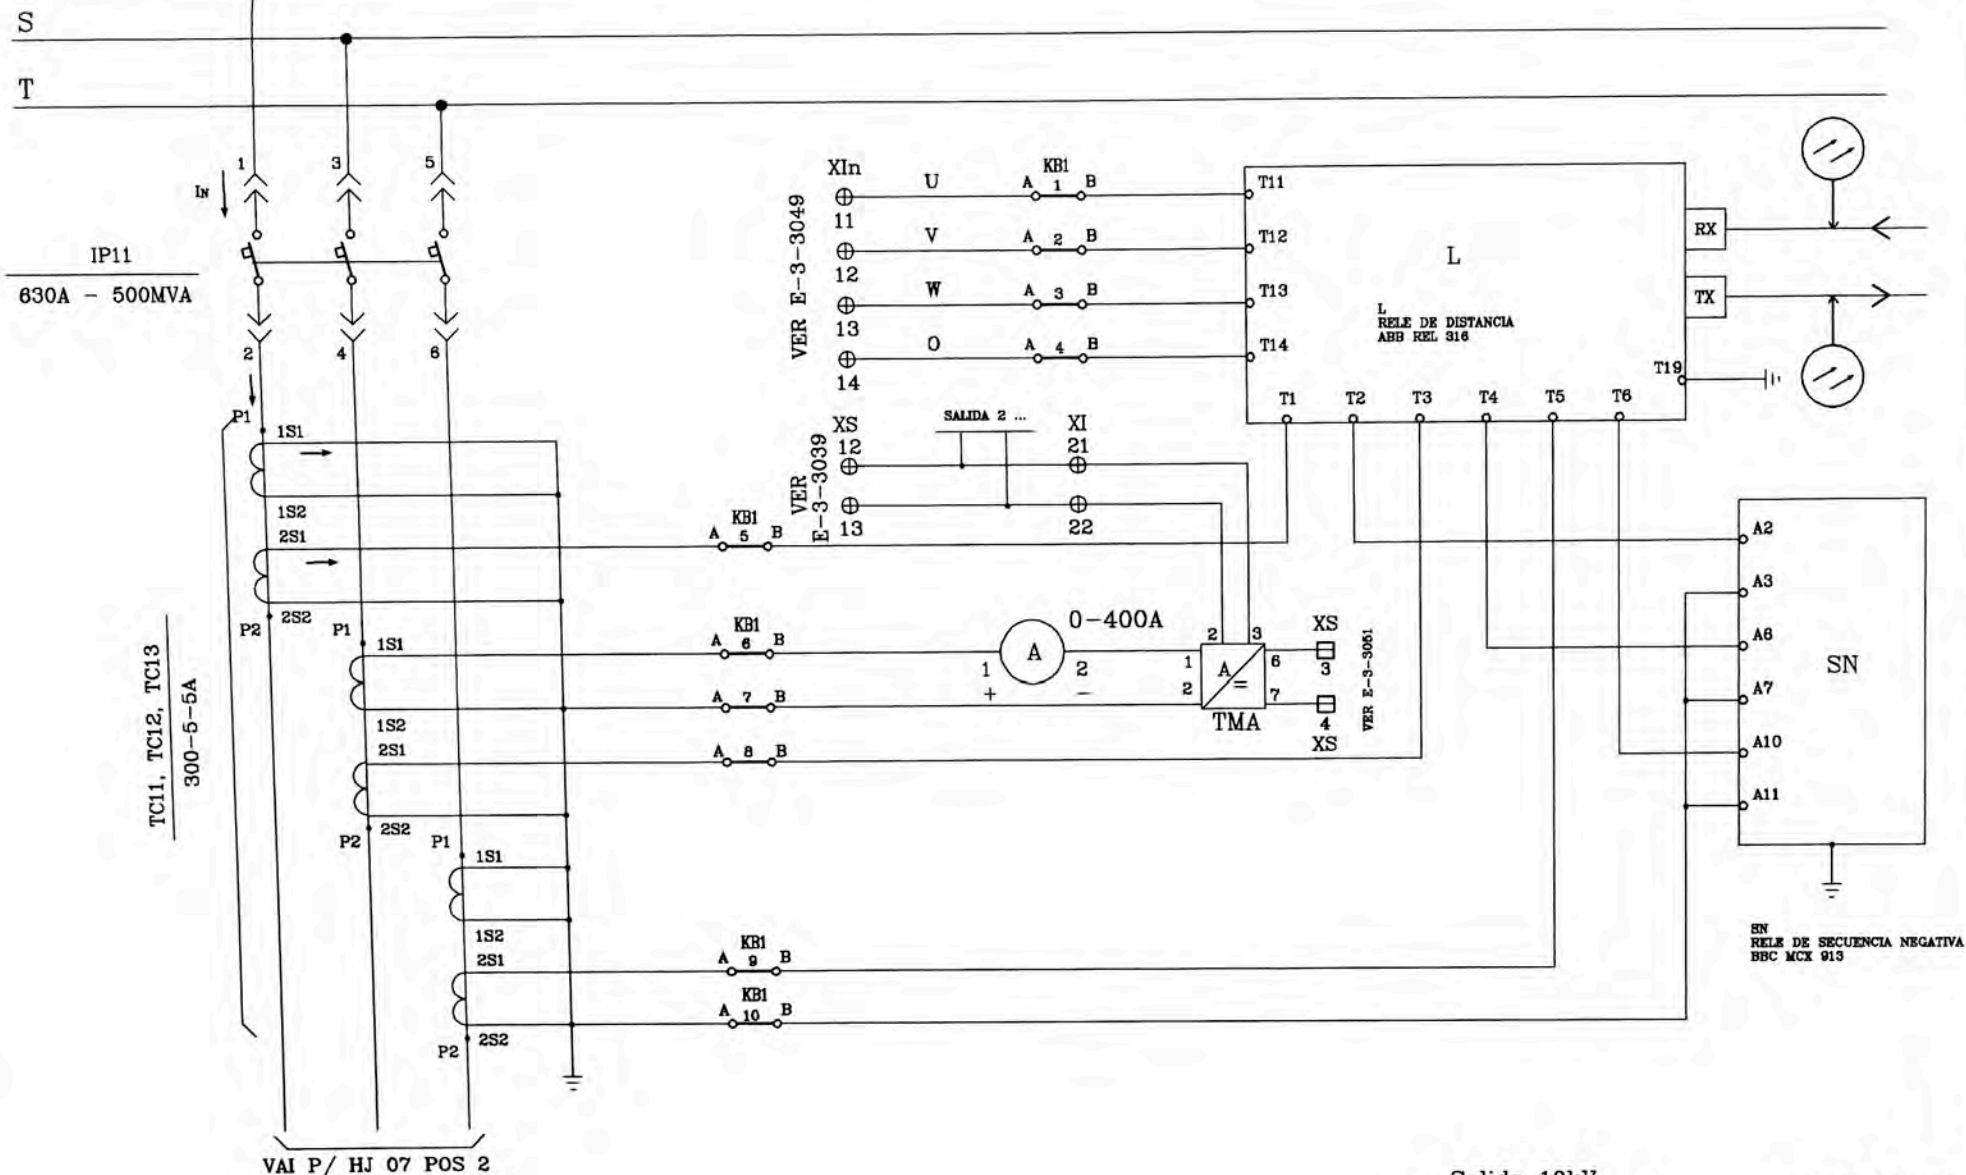 S
T
1
3
5
IN
IP11
630A - 500MVA
2
4
6
XIn
11
12
13
14
VER E-3-3049
U
V
W
O
KB1
A 1 B
A 2 B
A 3 B
A 4 B
T11
T12
T13
T14
L
L
RELE DE DISTANCIA
ABB REL 316
RX
TX
T19
T1
T2
T3
T4
T5
T6
P1
1S1
1S2
2S1
2S2
P2
P1
1S1
1S2
2S1
2S2
P2
P1
1S1
1S2
2S1
2S2
P2
TC11, TC12, TC13
300-5-5A
SALIDA 2 ...
XS
12
13
VER
E-3-3039
XI
21
22
KB1
A 5 B
KB1
A 6 B
A 7 B
A 8 B
KB1
A 9 B
KB1
A 10 B
0-400A
A
1
2
+
-
2
3
1
2
A
=
6
7
TMA
XS
3
4
XS
VER E-3-3051
A2
A3
A6
A7
A10
A11
SN
SN
RELE DE SECUENCIA NEGATIVA
BBC MCX 913
VAI P/ HJ 07 POS 2